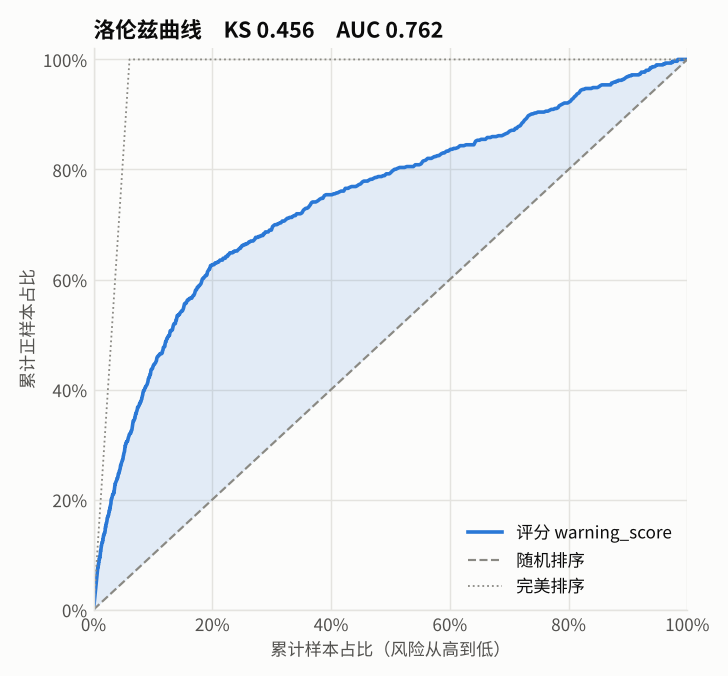 洛伦兹曲线 KS 0.456 AUC 0.762
100%
80%
60%
40%
20%
0%
累计正样本占比
评分 warning_score
随机排序
完美排序
0% 20% 40% 60% 80% 100%
累计样本占比（风险从高到低）